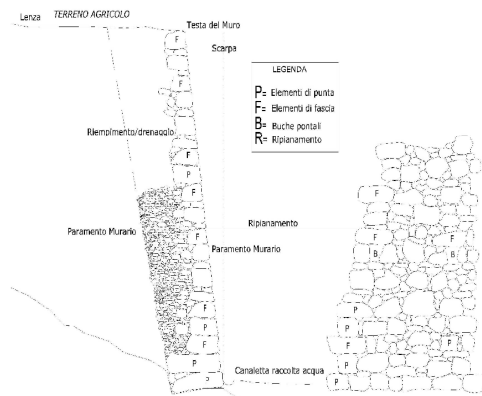 Lenza
TERRENO AGRICOLO
Testa del Muro
F
Scarpa
F
LEGENDA
P= Elementi di punta
F= Elementi di fascia
B= Buche pontali
R= Ripianamento
Riempimento/drenaggio
F
P
F
F
Ripianamento
Paramento Murario
F
Paramento Murario
F
F
B
B
F
P
P
P
F
F
P
P
P
P
Canaletta raccolta acqua
P